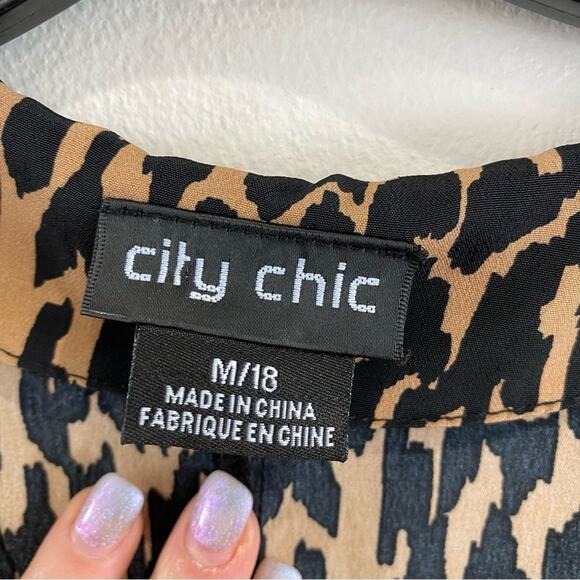 city chic
M/18
MADE IN CHINA
FABRIQUE EN CHINE